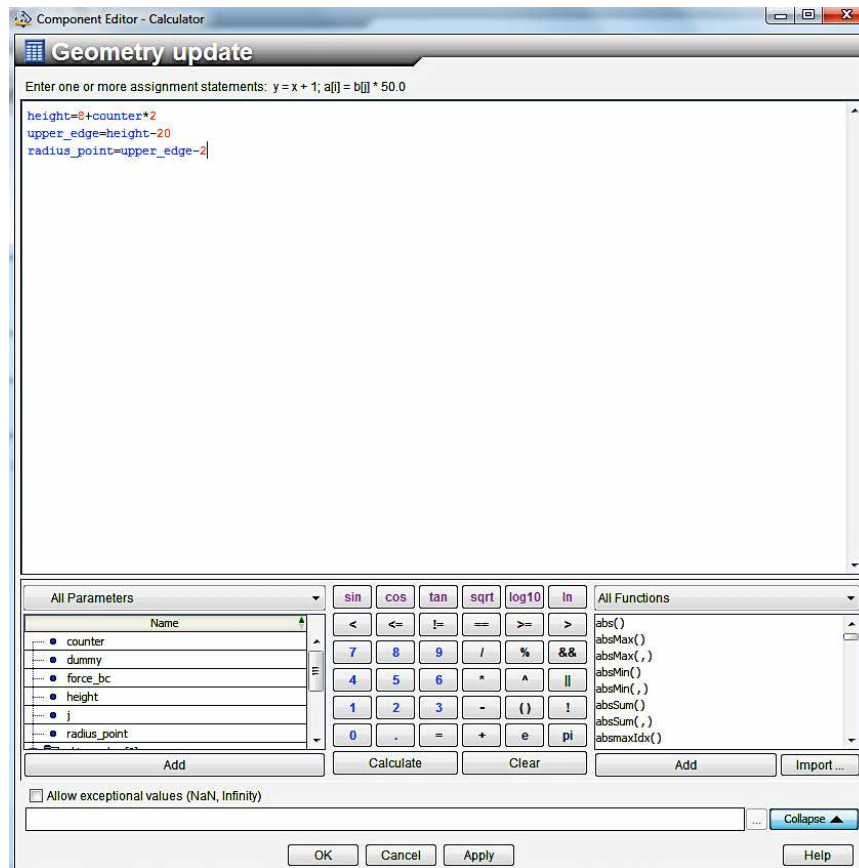 Component Editor - Calculator
Geometry update
Enter one or more assignment statements: y = x + 1; a[i] = b[j] * 50.0
height=8+counter*2
upper_edge=height-20
radius_point=upper_edge-2
All Parameters
sin cos tan sqrt log10 ln
All Functions
Name
< <= != == >= >
abs()
counter
absMax()
dummy
7 8 9 / % &&
absMax(,)
force_bc
4 5 6 * ^ ||
absMin()
height
absMin(,)
j
1 2 3 - () !
absSum()
radius_point
absSum(,)
0 . = + e pi
absmaxIdx()
Add
Calculate Clear
Add Import ...
Allow exceptional values (NaN, Infinity)
... Collapse
OK Cancel Apply Help